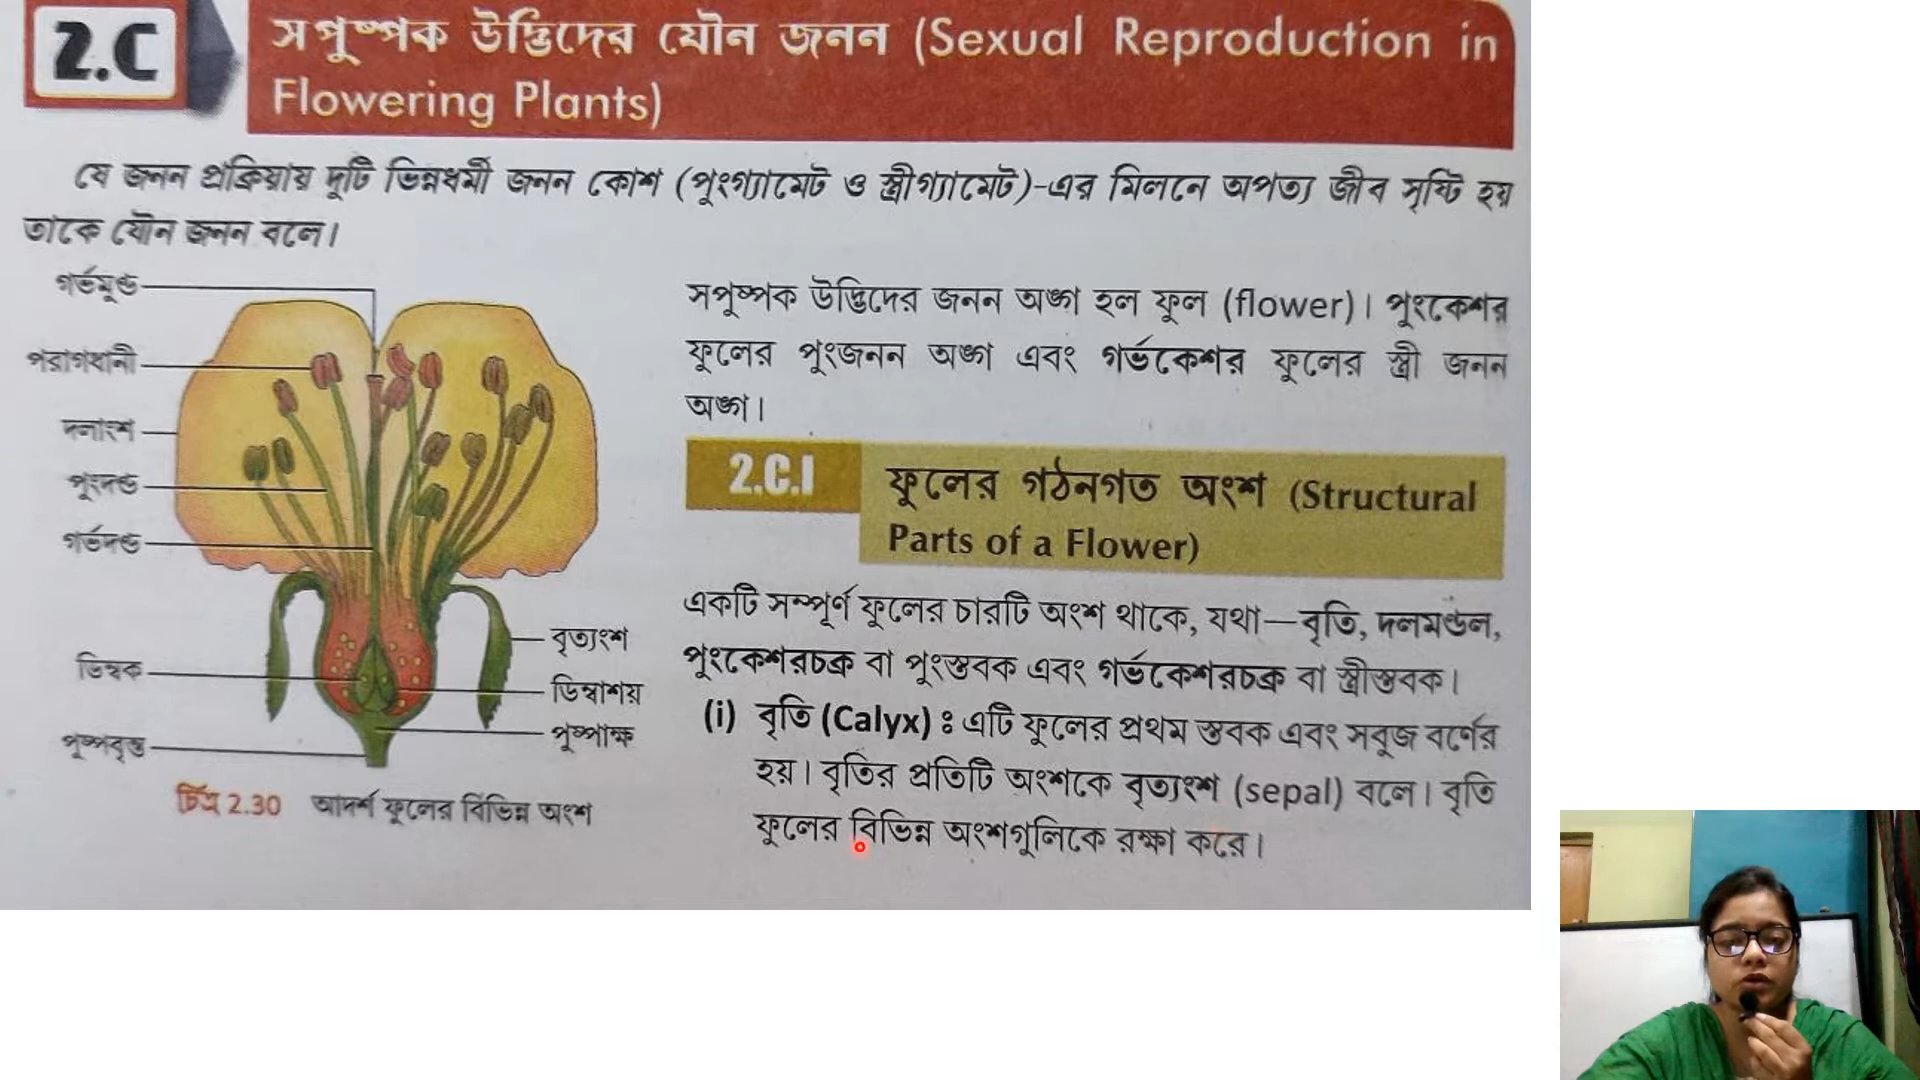 2.C
সপুষ্পক উদ্ভিদের যৌন জনন (Sexual Reproduction in
Flowering Plants)
যে জনন প্রক্রিয়ায় দুটি ভিন্নধর্মী জনন কোশ (পুংগ্যামেট ও স্ত্রীগ্যামেট)-এর মিলনে অপত্য জীব সৃষ্টি হয়
তাকে যৌন জনন বলে।
গর্ভমুণ্ড
পরাগধানী
দলাংশ
পুংদণ্ড
গর্ভদণ্ড
ডিম্বক
পুষ্পবৃন্ত
বৃত্যংশ
ডিম্বাশয়
পুষ্পাক্ষ
চিত্র 2.30 আদর্শ ফুলের বিভিন্ন অংশ
সপুষ্পক উদ্ভিদের জনন অঙ্গ হল ফুল (flower)। পুংকেশর
ফুলের পুংজনন অঙ্গ এবং গর্ভকেশর ফুলের স্ত্রী জনন
অঙ্গ।
2.C.1
ফুলের গঠনগত অংশ (Structural
Parts of a Flower)
একটি সম্পূর্ণ ফুলের চারটি অংশ থাকে, যথা—বৃতি, দলমণ্ডল,
পুংকেশরচক্র বা পুংস্তবক এবং গর্ভকেশরচক্র বা স্ত্রীস্তবক।
(i) বৃতি (Calyx) : এটি ফুলের প্রথম স্তবক এবং সবুজ বর্ণের
হয়। বৃতির প্রতিটি অংশকে বৃত্যংশ (sepal) বলে। বৃতি
ফুলের বিভিন্ন অংশগুলিকে রক্ষা করে।